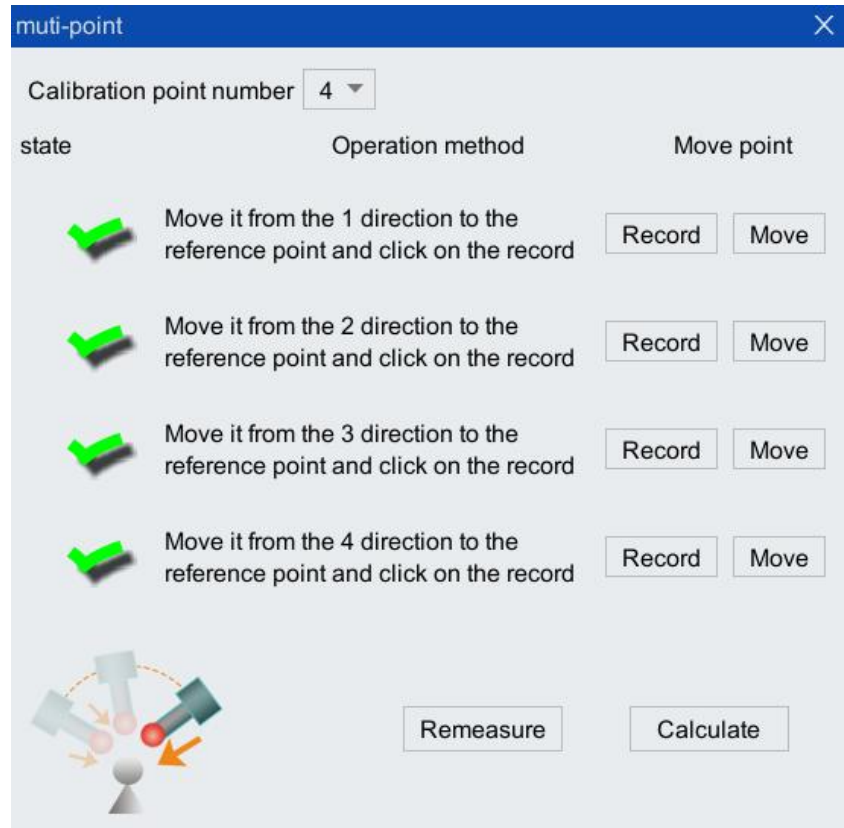 muti-point
Calibration point number 4
state Operation method Move point
Move it from the 1 direction to the
reference point and click on the record
Record Move
Move it from the 2 direction to the
reference point and click on the record
Record Move
Move it from the 3 direction to the
reference point and click on the record
Record Move
Move it from the 4 direction to the
reference point and click on the record
Record Move
Remeasure Calculate